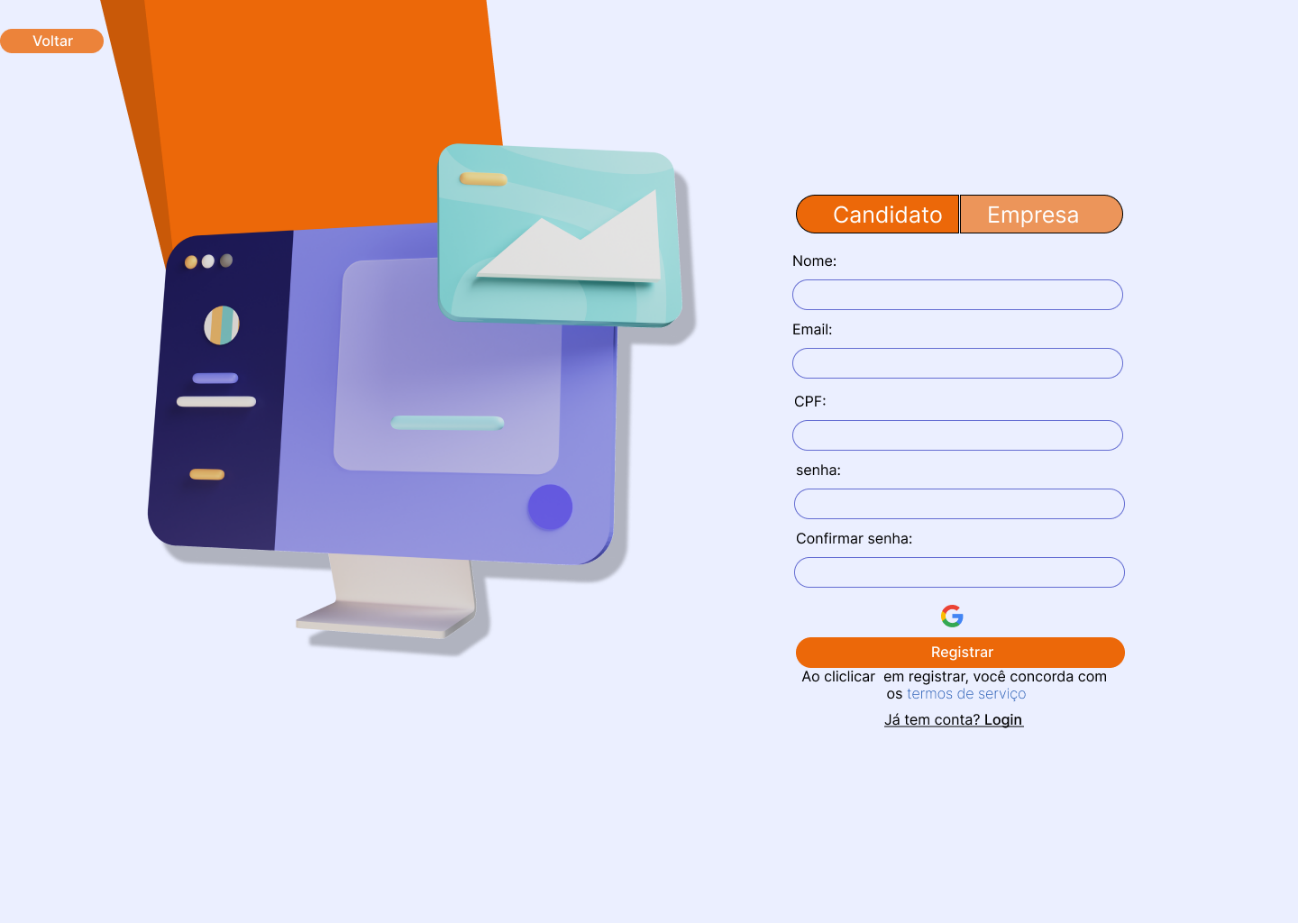 Voltar
Candidato
Empresa
Nome:
Email:
CPF:
senha:
Confirmar senha:
Registrar
Ao cliclicar  em registrar, você concorda com
os termos de serviço
Já tem conta? Login